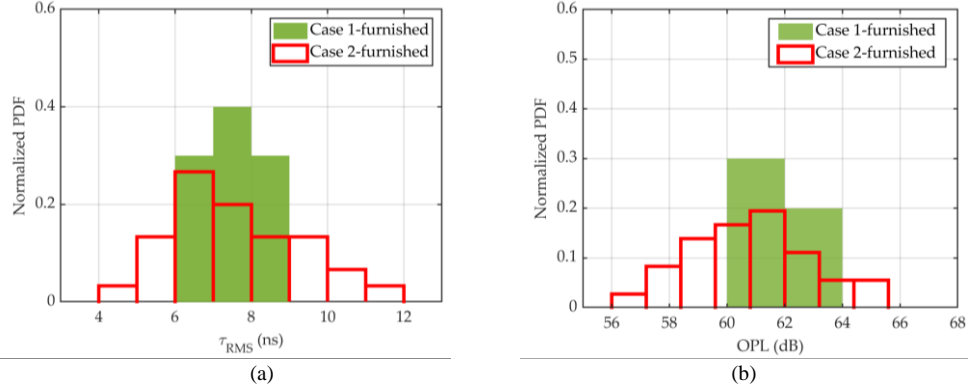 0.6
0.4
0.2
0
Normalized PDF
Case 1-furnished
Case 2-furnished
4 6 8 10 12
τRMS (ns)
(a)
0.6
0.5
0.4
0.3
0.2
0.1
0
Normalized PDF
Case 1-furnished
Case 2-furnished
56 58 60 62 64 66 68
OPL (dB)
(b)